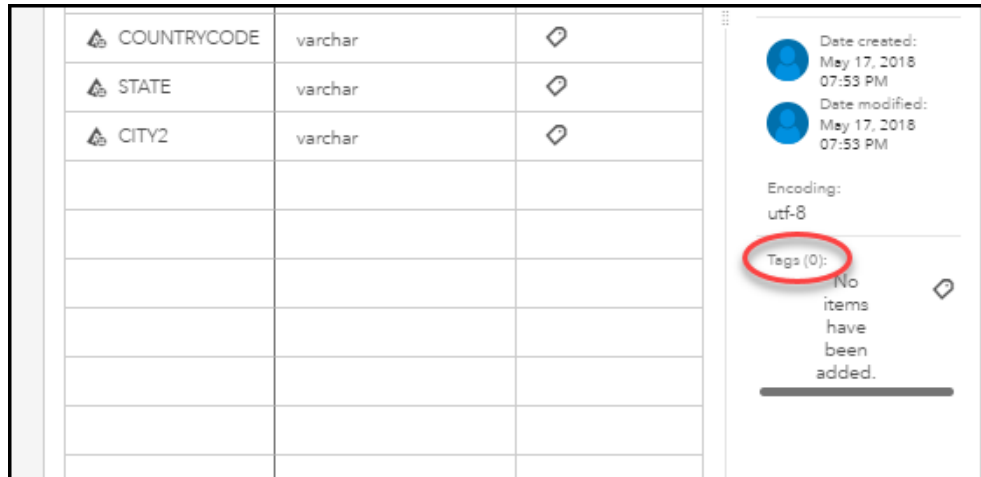 COUNTRYCODE varchar
STATE varchar
CITY2 varchar
Date created:
May 17, 2018
07:53 PM
Date modified:
May 17, 2018
07:53 PM
Encoding:
utf-8
Tags (0):
No
items
have
been
added.